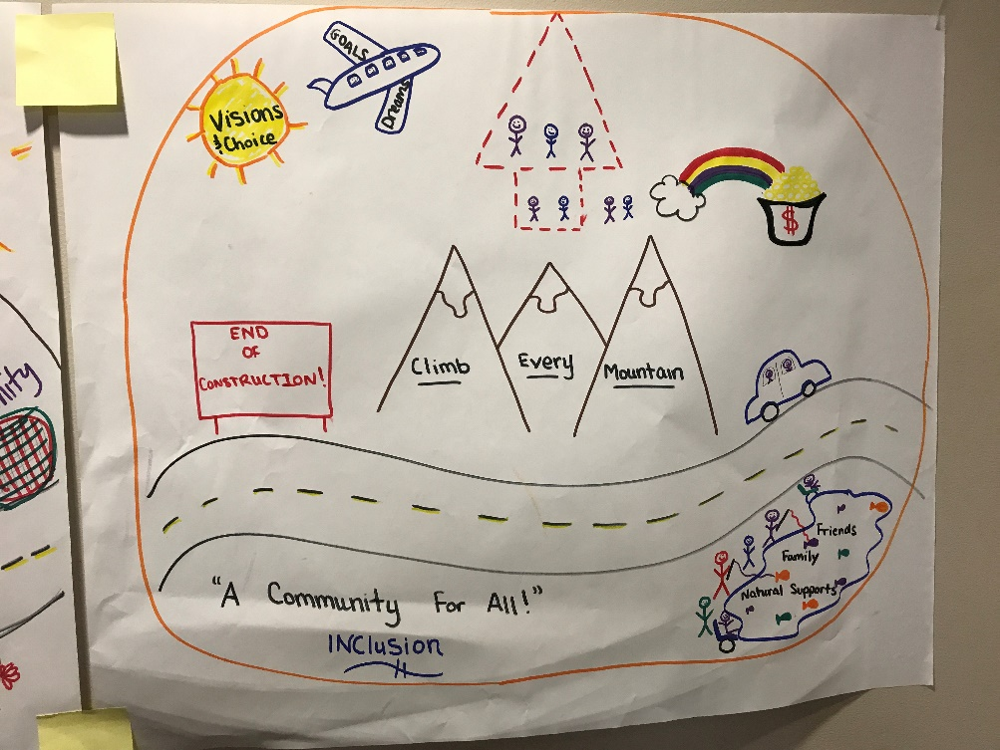 GOALS
Dreams
Visions
& Choice
$
END
OF
CONSTRUCTION!
Climb Every Mountain
Friends
Family
Natural Supports
"A Community For All!"
INClusion